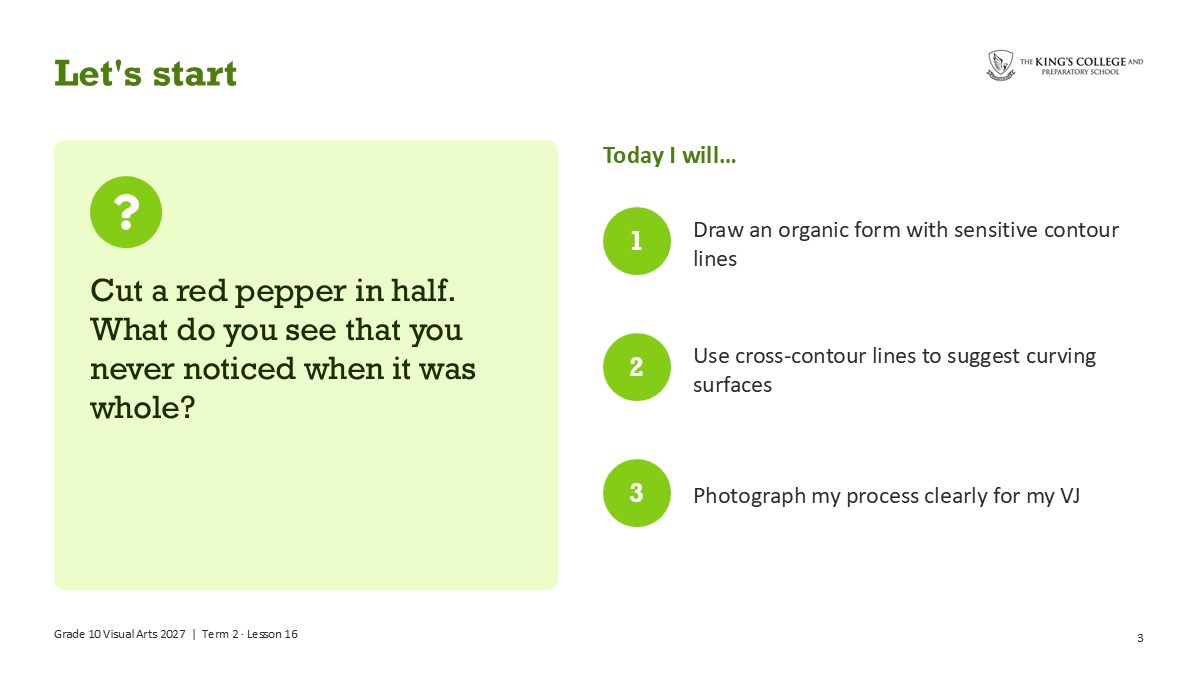 Let's start
THE KING'S COLLEGE AND
PREPARATORY SCHOOL
?
Cut a red pepper in half.
What do you see that you
never noticed when it was
whole?
Today I will...
1
Draw an organic form with sensitive contour
lines
2
Use cross-contour lines to suggest curving
surfaces
3
Photograph my process clearly for my VJ
Grade 10 Visual Arts 2027 | Term 2 · Lesson 16
3